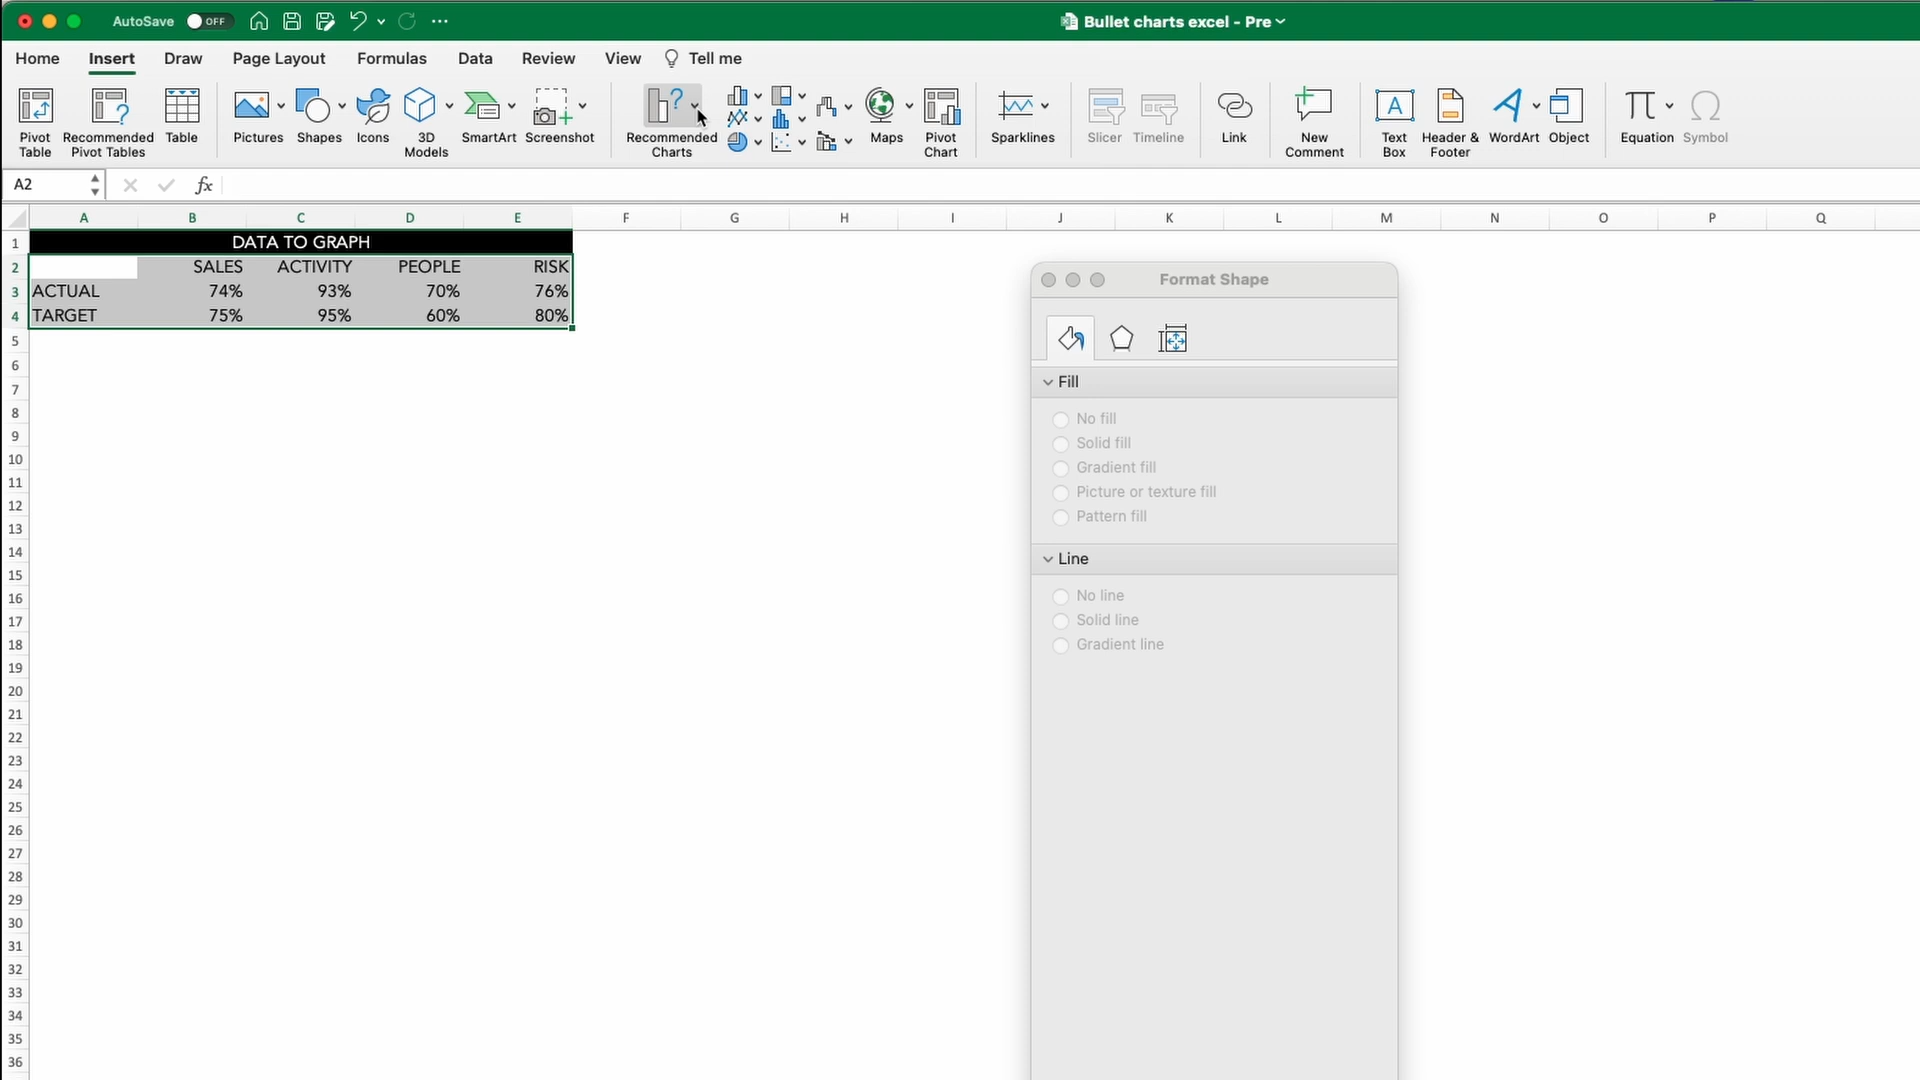 AutoSave OFF
Bullet charts excel - Pre
Home Insert Draw Page Layout Formulas Data Review View Tell me
Pivot Table
Recommended Pivot Tables
Table
Pictures
Shapes
Icons
3D Models
SmartArt
Screenshot
Recommended Charts
Maps
Pivot Chart
Sparklines
Slicer
Timeline
Link
New Comment
Text Box
Header & Footer
WordArt
Object
Equation
Symbol
A2
fx
A B C D E F G H I J K L M N O P Q
1 DATA TO GRAPH
2 SALES ACTIVITY PEOPLE RISK
3 ACTUAL 74% 93% 70% 76%
4 TARGET 75% 95% 60% 80%
5
6
7
8
9
10
11
12
13
14
15
16
17
18
19
20
21
22
23
24
25
26
27
28
29
30
31
32
33
34
35
36
Format Shape
Fill
No fill
Solid fill
Gradient fill
Picture or texture fill
Pattern fill
Line
No line
Solid line
Gradient line